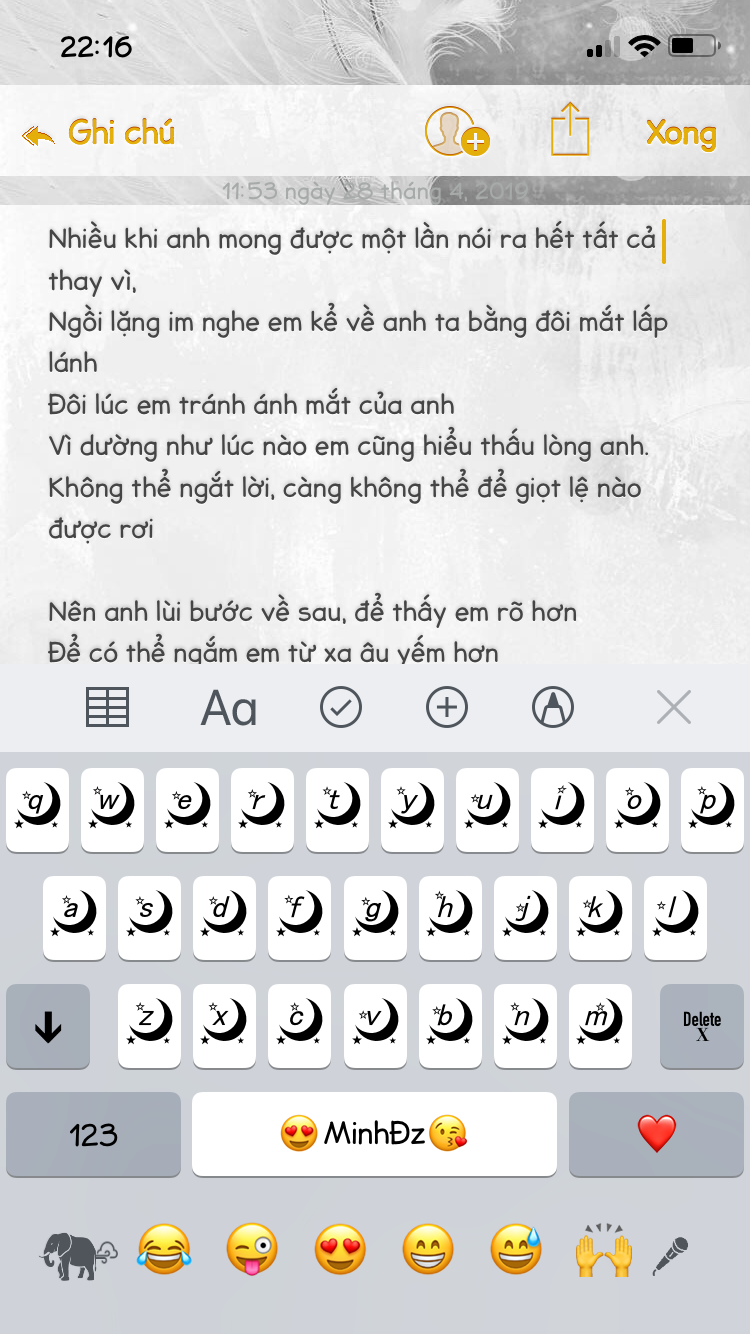 22:16
Ghi chú
Xong
11:53 ngày 28 tháng 4, 2019
Nhiều khi anh mong được một lần nói ra hết tất cả
thay vì,
Ngồi lặng im nghe em kể về anh ta bằng đôi mắt lấp
lánh
Đôi lúc em tránh ánh mắt của anh
Vì dường như lúc nào em cũng hiểu thấu lòng anh.
Không thể ngắt lời, càng không thể để giọt lệ nào
được rơi
Nên anh lùi bước về sau, để thấy em rõ hơn
Để có thể ngắm em từ xa âu yếm hơn
Aa
q w e r t y u i o p
a s d f g h j k l
z x c v b n m Delete
X
123 😍MinhĐz😘 ❤️
😂 😜 😍 😁 😅 🙌